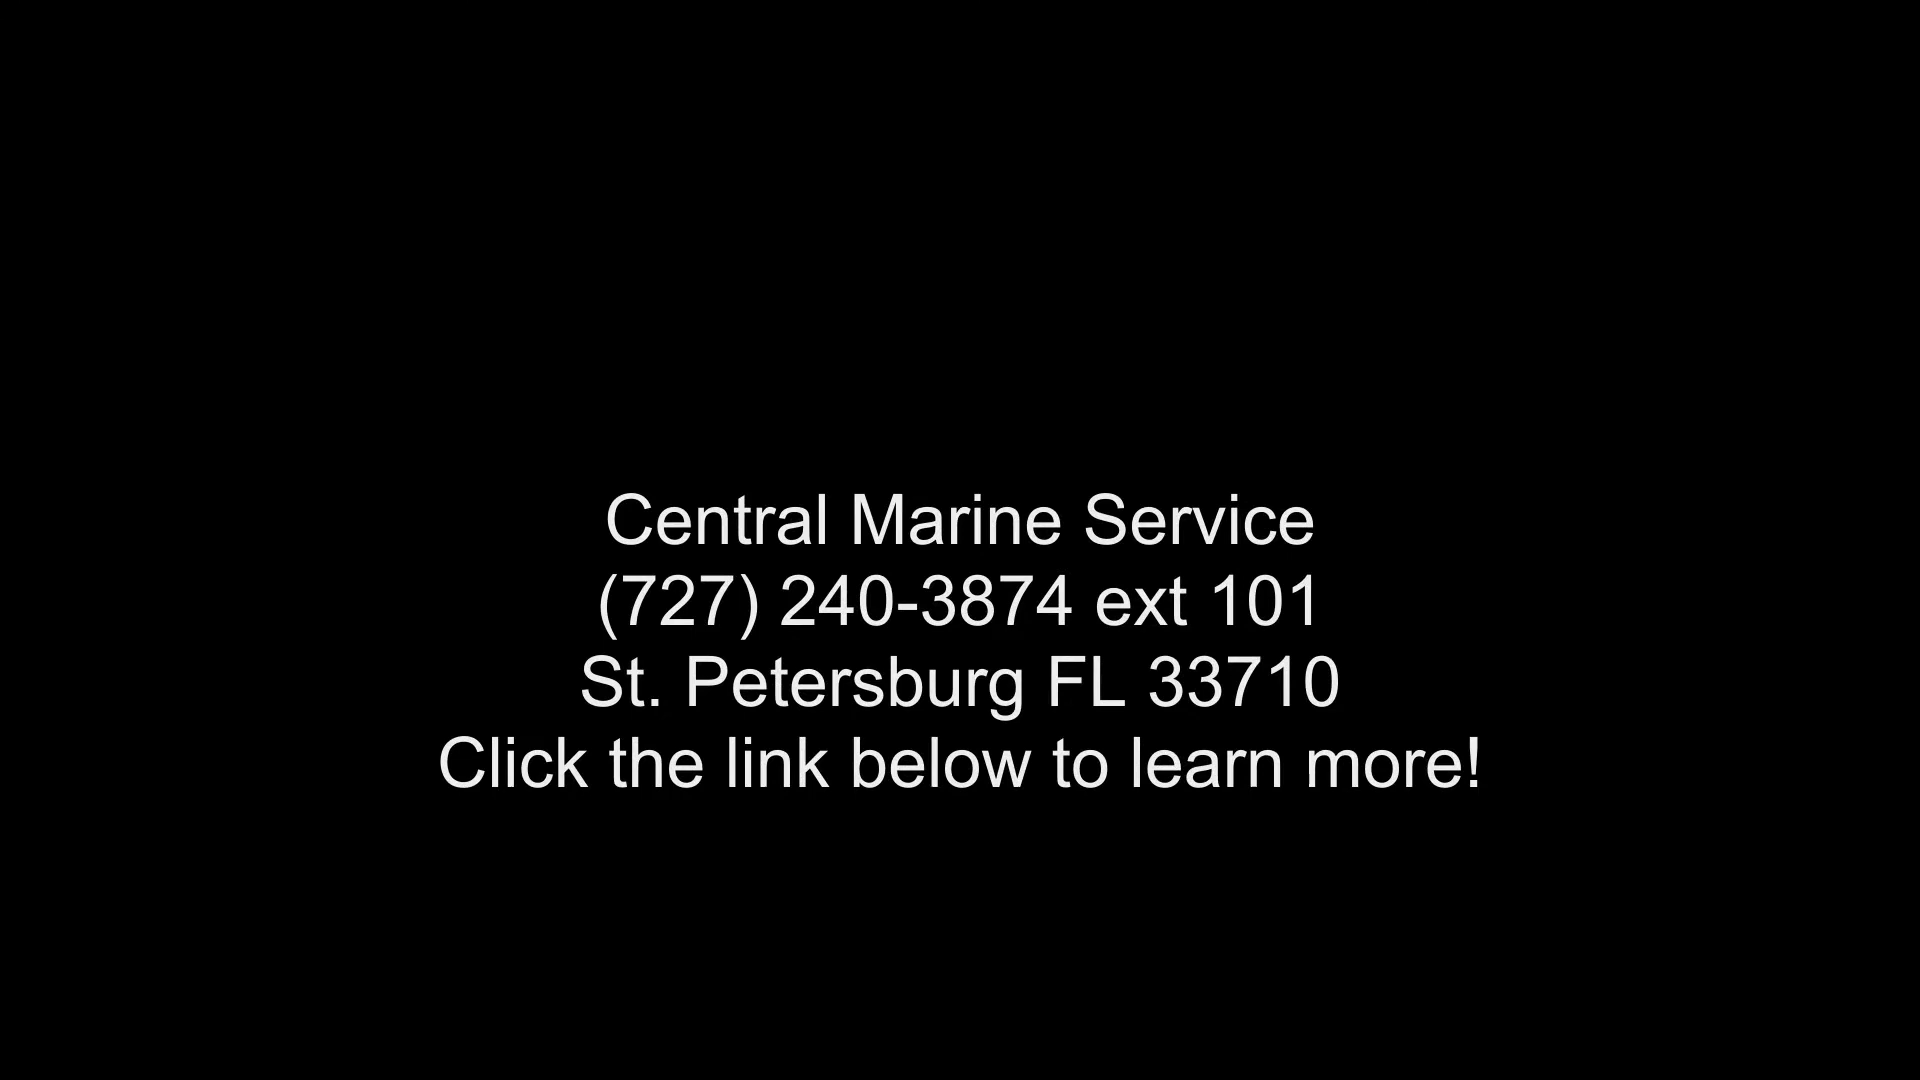 Central Marine Service
(727) 240-3874 ext 101
St. Petersburg FL 33710
Click the link below to learn more!